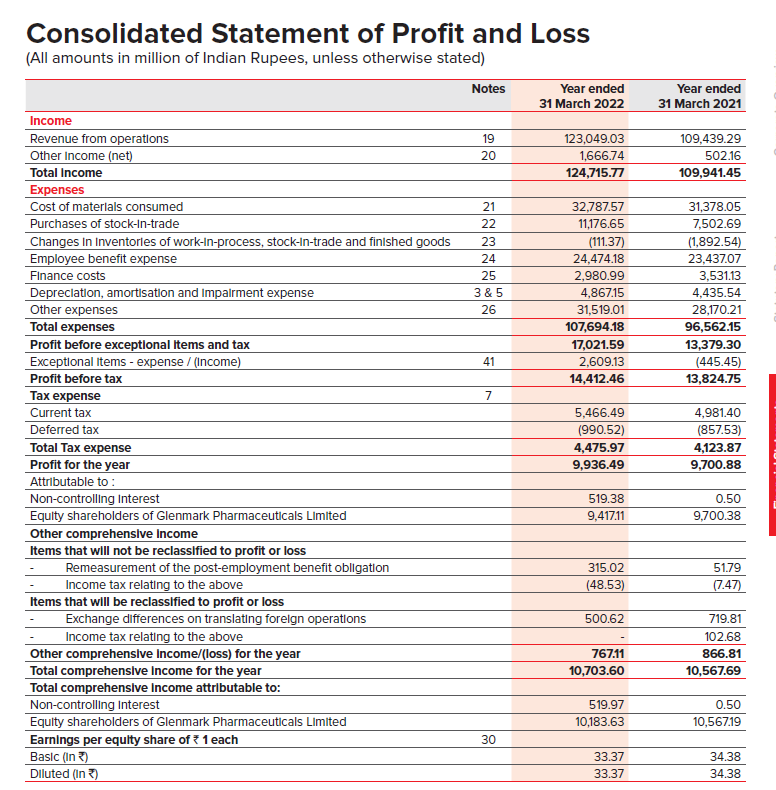 Consolidated Statement of Profit and Loss
(All amounts in million of Indian Rupees, unless otherwise stated)
Notes Year ended 31 March 2022 Year ended 31 March 2021
Income
Revenue from operations 19 123,049.03 109,439.29
Other Income (net) 20 1,666.74 502.16
Total Income 124,715.77 109,941.45
Expenses
Cost of materials consumed 21 32,787.57 31,378.05
Purchases of stock-in-trade 22 11,176.65 7,502.69
Changes in inventories of work-in-process, stock-in-trade and finished goods 23 (111.37) (1,892.54)
Employee benefit expense 24 24,474.18 23,437.07
Finance costs 25 2,980.99 3,531.13
Depreciation, amortisation and impairment expense 3 & 5 4,867.15 4,435.54
Other expenses 26 31,519.01 28,170.21
Total expenses 107,694.18 96,562.15
Profit before exceptional items and tax 17,021.59 13,379.30
Exceptional items - expense / (income) 41 2,609.13 (445.45)
Profit before tax 14,412.46 13,824.75
Tax expense 7
Current tax 5,466.49 4,981.40
Deferred tax (990.52) (857.53)
Total Tax expense 4,475.97 4,123.87
Profit for the year 9,936.49 9,700.88
Attributable to :
Non-controlling interest 519.38 0.50
Equity shareholders of Glenmark Pharmaceuticals Limited 9,417.11 9,700.38
Other comprehensive income
Items that will not be reclassified to profit or loss
- Remeasurement of the post-employment benefit obligation 315.02 51.79
- Income tax relating to the above (48.53) (7.47)
Items that will be reclassified to profit or loss
- Exchange differences on translating foreign operations 500.62 719.81
- Income tax relating to the above - 102.68
Other comprehensive income/(loss) for the year 767.11 866.81
Total comprehensive income for the year 10,703.60 10,567.69
Total comprehensive income attributable to:
Non-controlling interest 519.97 0.50
Equity shareholders of Glenmark Pharmaceuticals Limited 10,183.63 10,567.19
Earnings per equity share of ₹ 1 each 30
Basic (in ₹) 33.37 34.38
Diluted (in ₹) 33.37 34.38